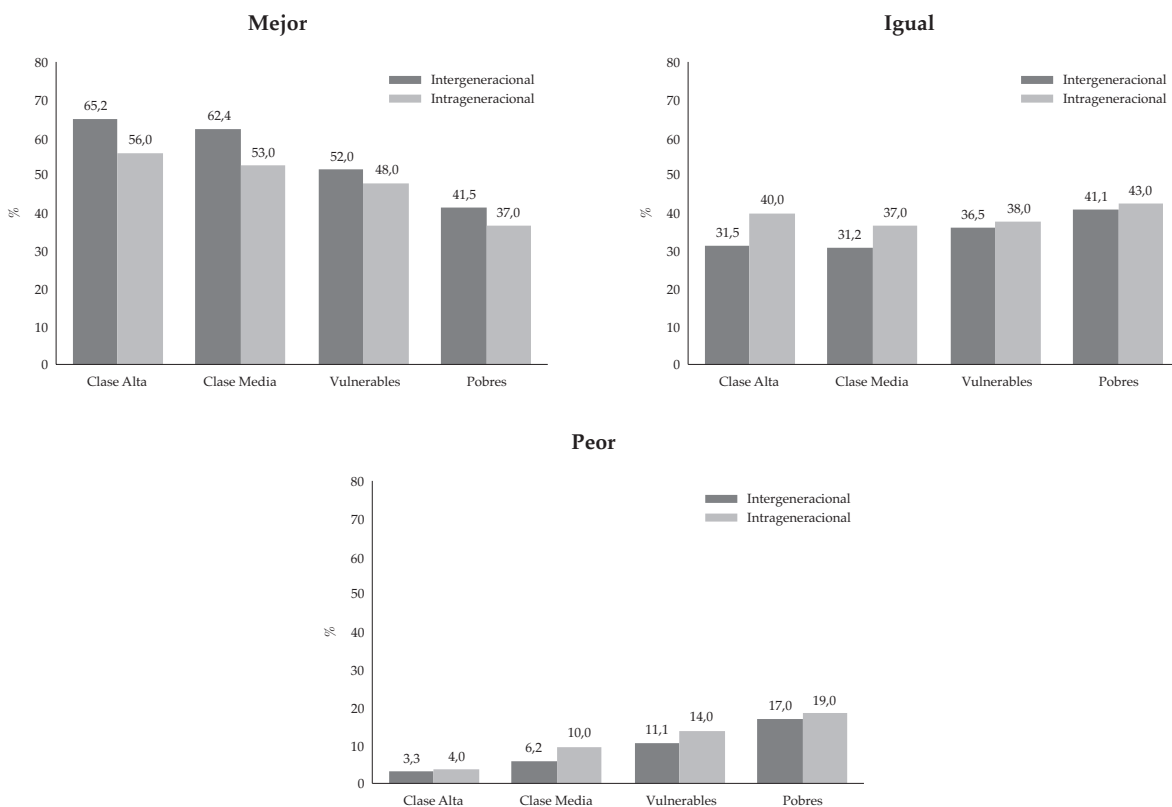 Mejor
80
70
60
50
40
30
20
10
0
%
Intergeneracional
Intrageneracional
65,2
56,0
62,4
53,0
52,0
48,0
41,5
37,0
Clase Alta
Clase Media
Vulnerables
Pobres
Igual
80
70
60
50
40
30
20
10
0
%
Intergeneracional
Intrageneracional
31,5
40,0
31,2
37,0
36,5
38,0
41,1
43,0
Clase Alta
Clase Media
Vulnerables
Pobres
Peor
80
70
60
50
40
30
20
10
0
%
Intergeneracional
Intrageneracional
3,3
4,0
6,2
10,0
11,1
14,0
17,0
19,0
Clase Alta
Clase Media
Vulnerables
Pobres